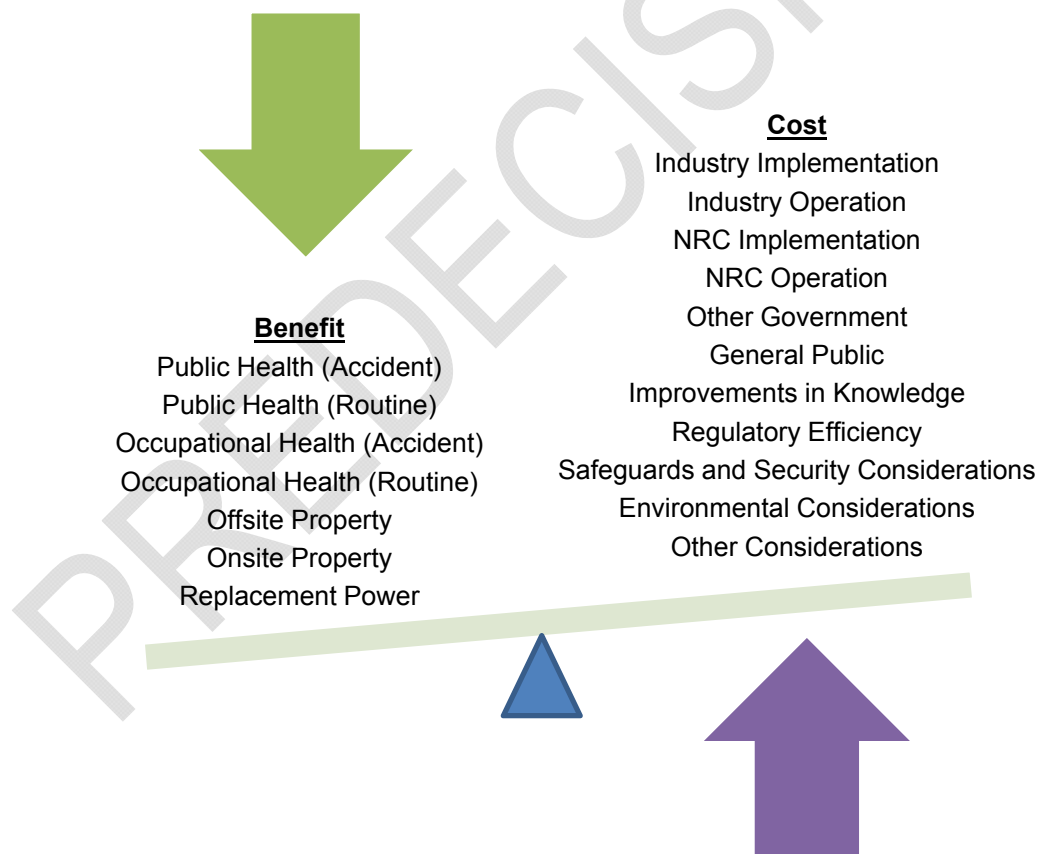 Benefit
Public Health (Accident)
Public Health (Routine)
Occupational Health (Accident)
Occupational Health (Routine)
Offsite Property
Onsite Property
Replacement Power
Cost
Industry Implementation
Industry Operation
NRC Implementation
NRC Operation
Other Government
General Public
Improvements in Knowledge
Regulatory Efficiency
Safeguards and Security Considerations
Environmental Considerations
Other Considerations
PREDECIS